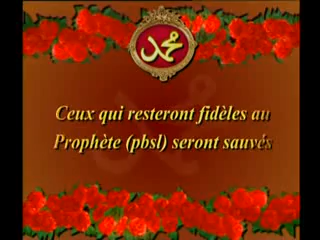 محمد
Ceux qui resteront fidèles au
Prophète (pbsl) seront sauvés